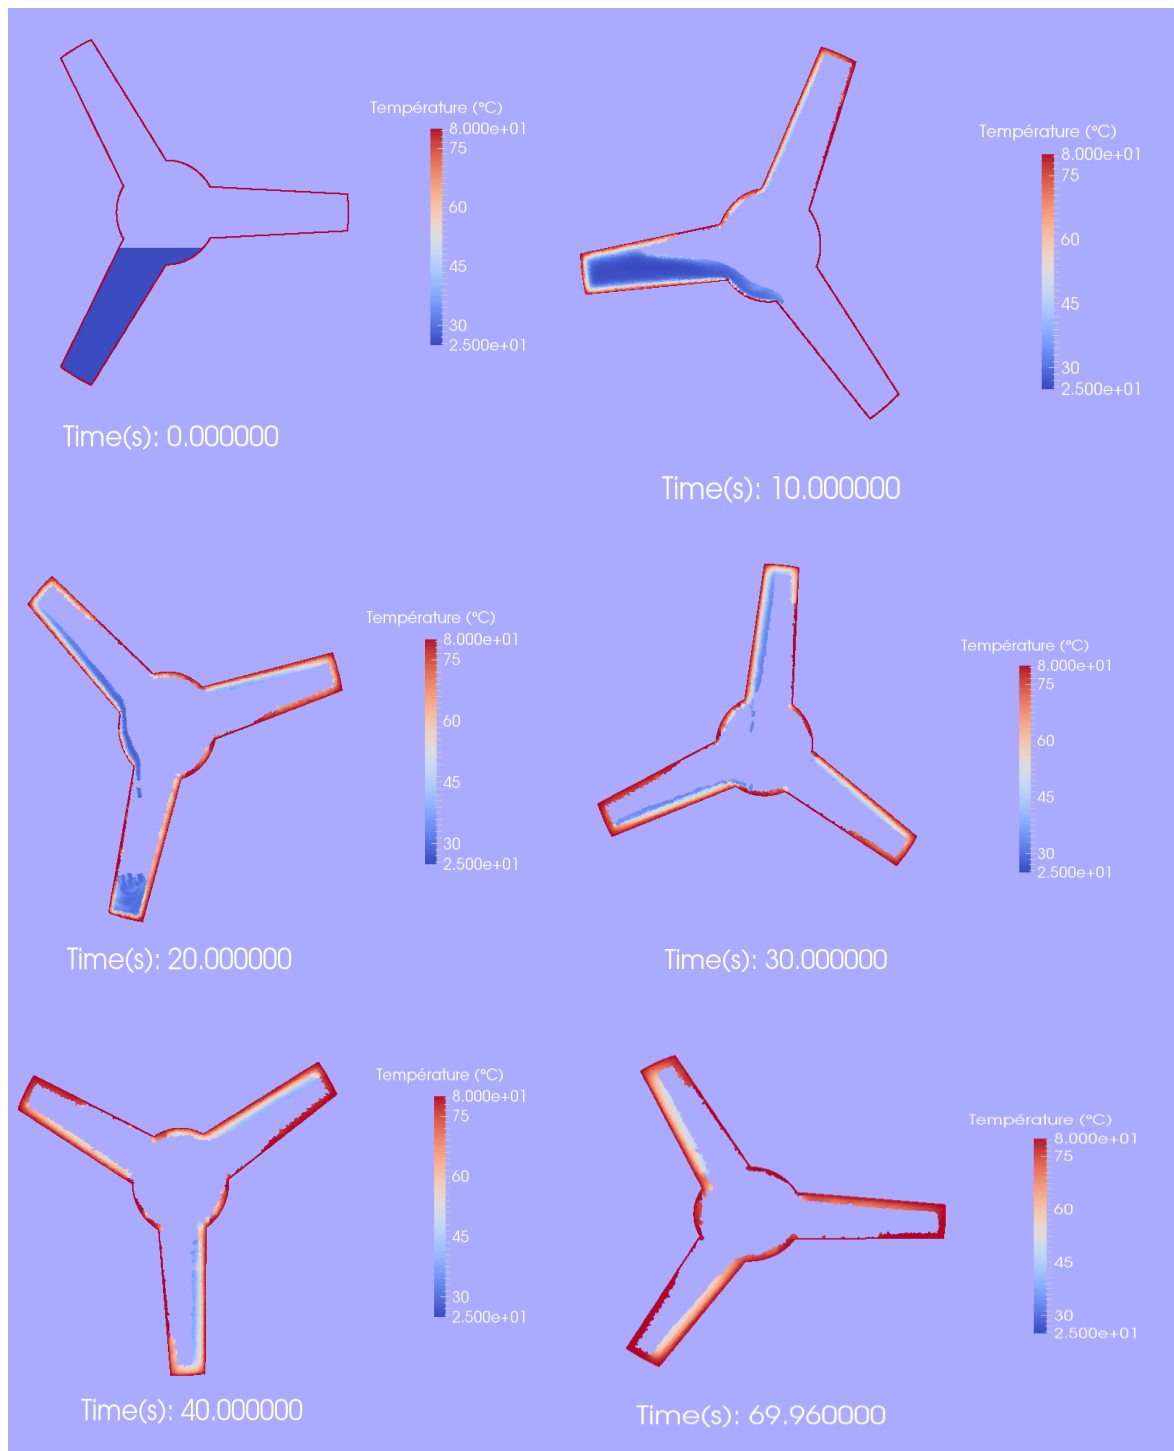 Température (°C)
8.000e+01
75
60
45
30
2.500e+01
Time(s): 0.000000
Température (°C)
8.000e+01
75
60
45
30
2.500e+01
Time(s): 10.000000
Température (°C)
8.000e+01
75
60
45
30
2.500e+01
Time(s): 20.000000
Température (°C)
8.000e+01
75
60
45
30
2.500e+01
Time(s): 30.000000
Température (°C)
8.000e+01
75
60
45
30
2.500e+01
Time(s): 40.000000
Température (°C)
8.000e+01
75
60
45
30
2.500e+01
Time(s): 69.960000